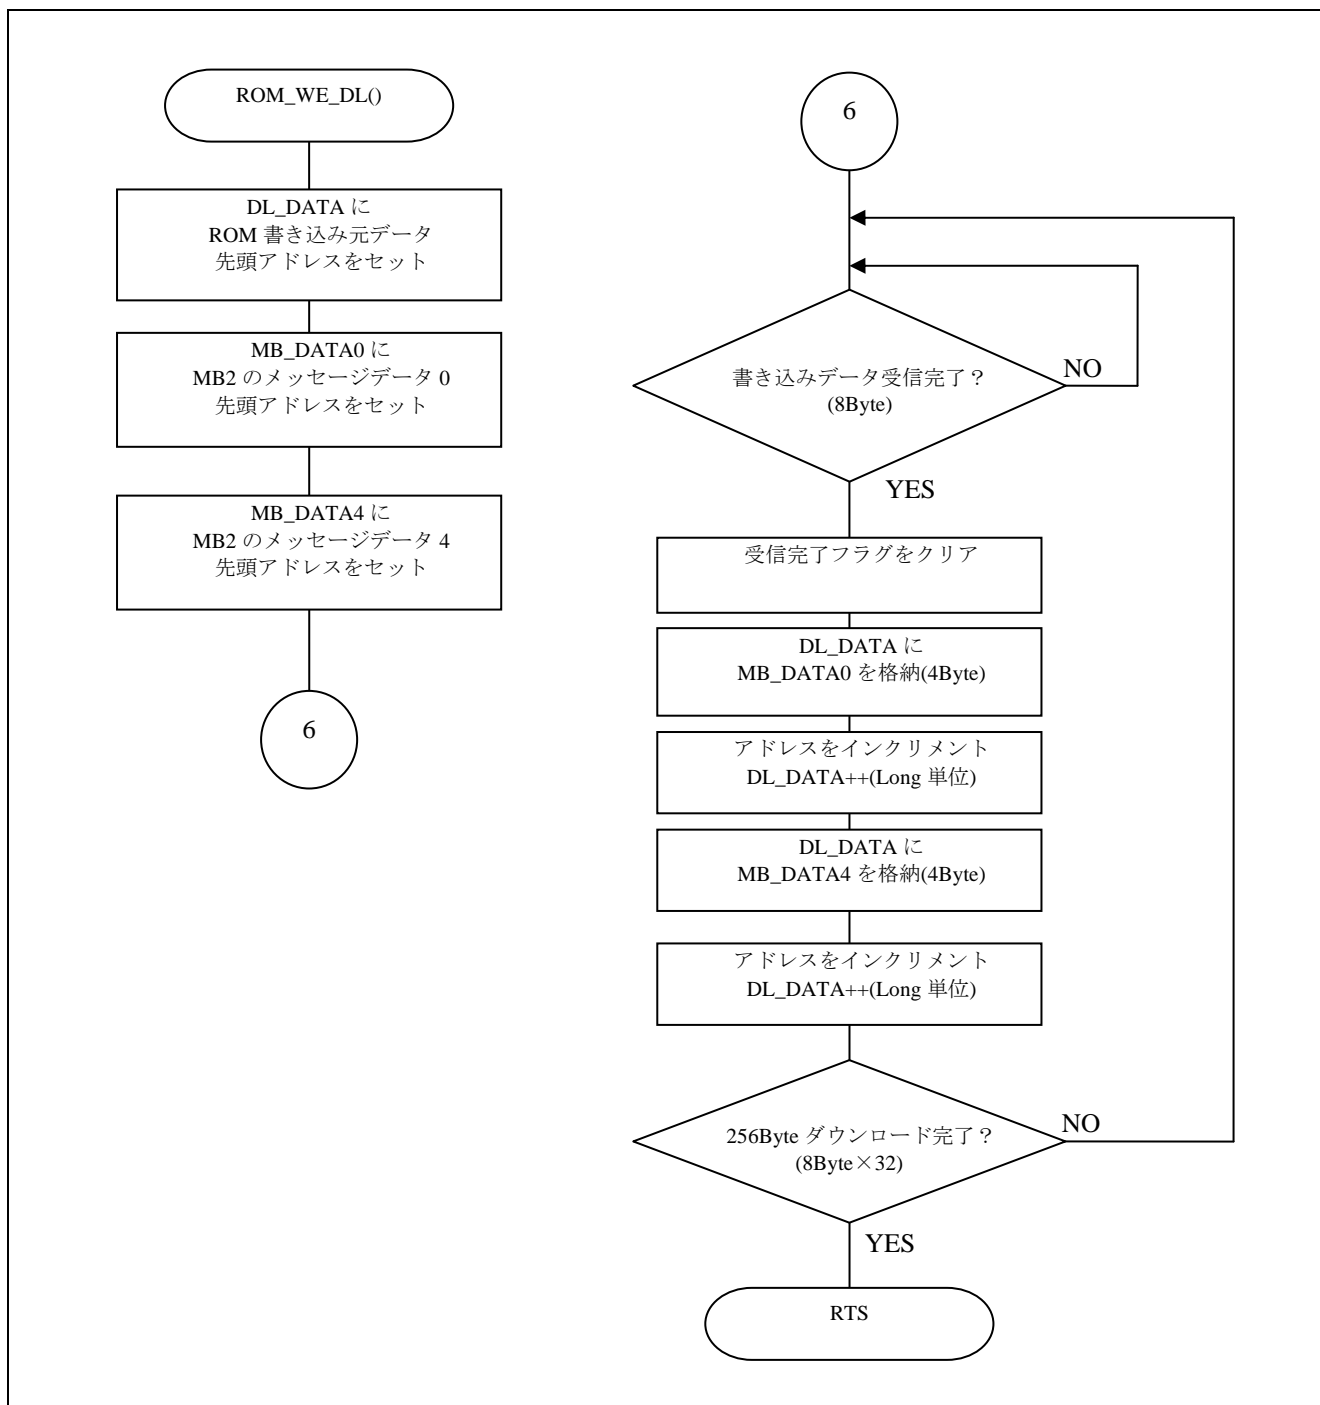 ROM_WE_DL()
DL_DATA に
ROM 書き込み元データ
先頭アドレスをセット
MB_DATA0 に
MB2 のメッセージデータ 0
先頭アドレスをセット
MB_DATA4 に
MB2 のメッセージデータ 4
先頭アドレスをセット
6
6
書き込みデータ受信完了？
(8Byte)
NO
YES
受信完了フラグをクリア
DL_DATA に
MB_DATA0 を格納(4Byte)
アドレスをインクリメント
DL_DATA++(Long 単位)
DL_DATA に
MB_DATA4 を格納(4Byte)
アドレスをインクリメント
DL_DATA++(Long 単位)
256Byte ダウンロード完了？
(8Byte×32)
NO
YES
RTS